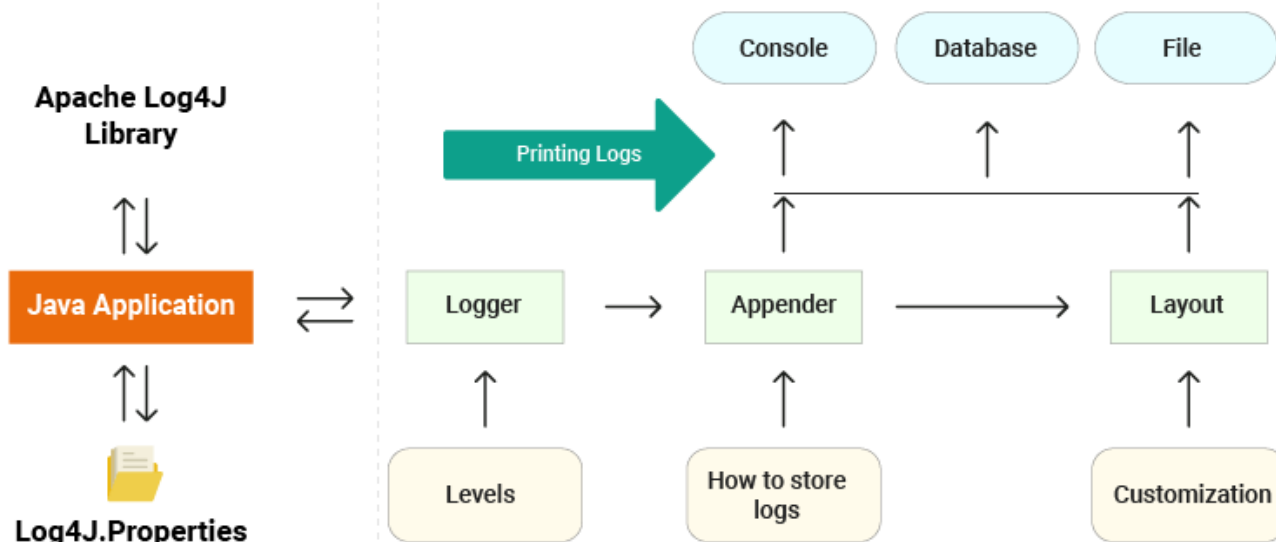 Console
Database
File
Apache Log4J
Library
Printing Logs
Java Application
Logger
Appender
Layout
Levels
How to store
logs
Customization
Log4J.Properties